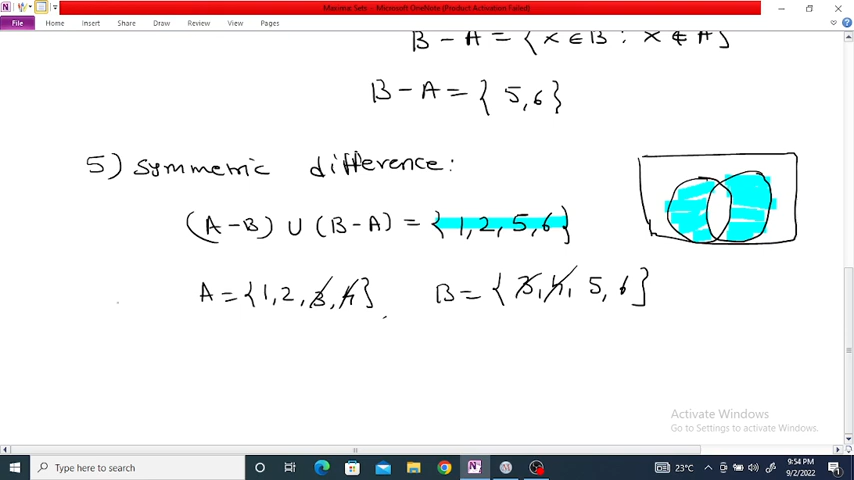 Maximar Sets - Microsoft OneNote (Product Activation Failed)
File Home Insert Share Draw Review View Pages
B - A = { x ∈ B : x ∉ A }
B - A = { 5, 6 }
5) symmetric difference:
(A - B) ∪ (B - A) = { 1, 2, 5, 6 }
A = { 1, 2, 3, 4 }, B = { 3, 4, 5, 6 }
Activate Windows
Go to Settings to activate Windows.
Type here to search
23°C
9:54 PM
9/2/2022